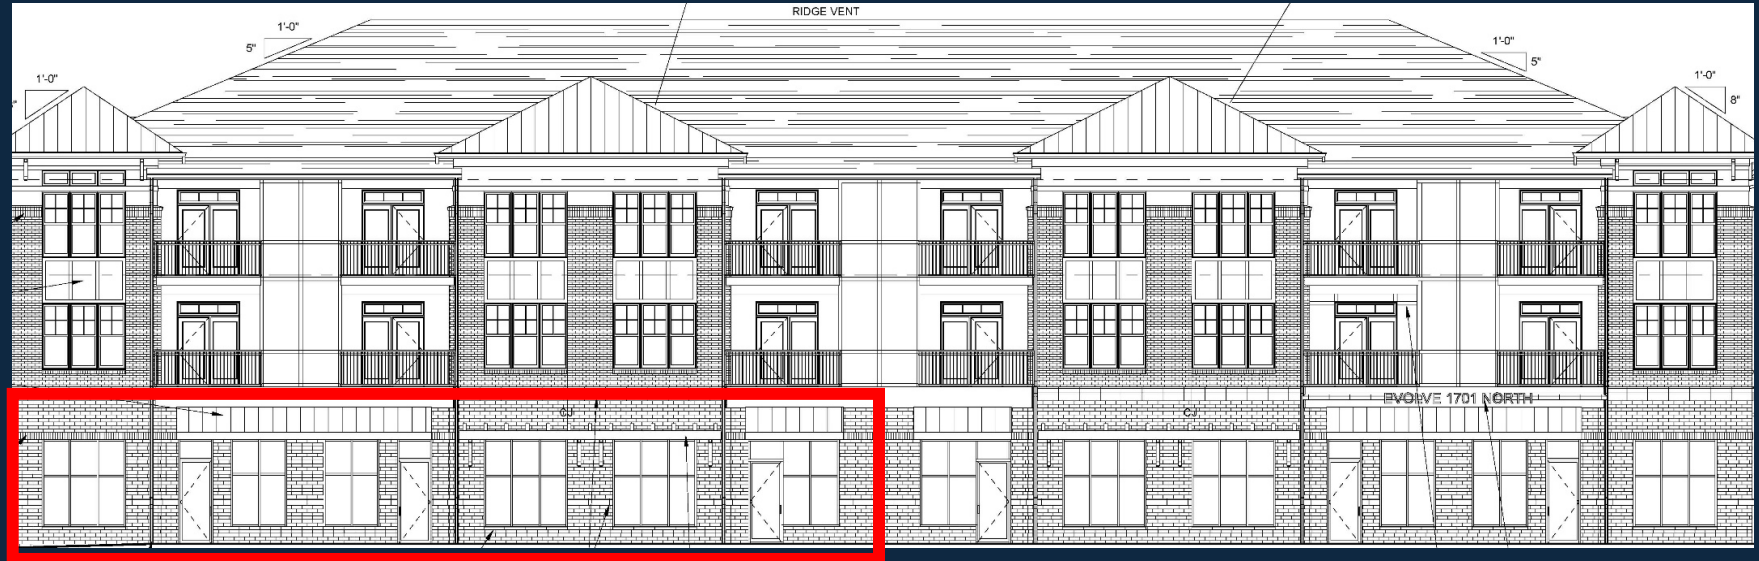 RIDGE VENT
1'-0"
5"
1'-0"
5"
1'-0"
1'-0"
8"
EVOLVE 1701 NORTH
CJ
CJ